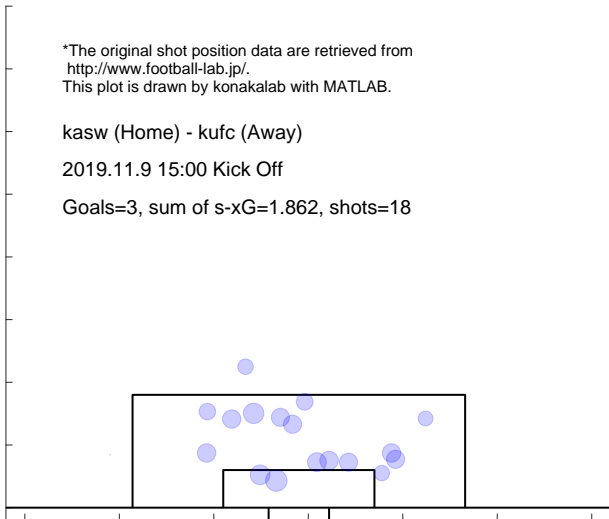 *The original shot position data are retrieved from
http://www.football-lab.jp/.
This plot is drawn by konakalab with MATLAB.
kasw (Home) - kufc (Away)
2019.11.9 15:00 Kick Off
Goals=3, sum of s-xG=1.862, shots=18